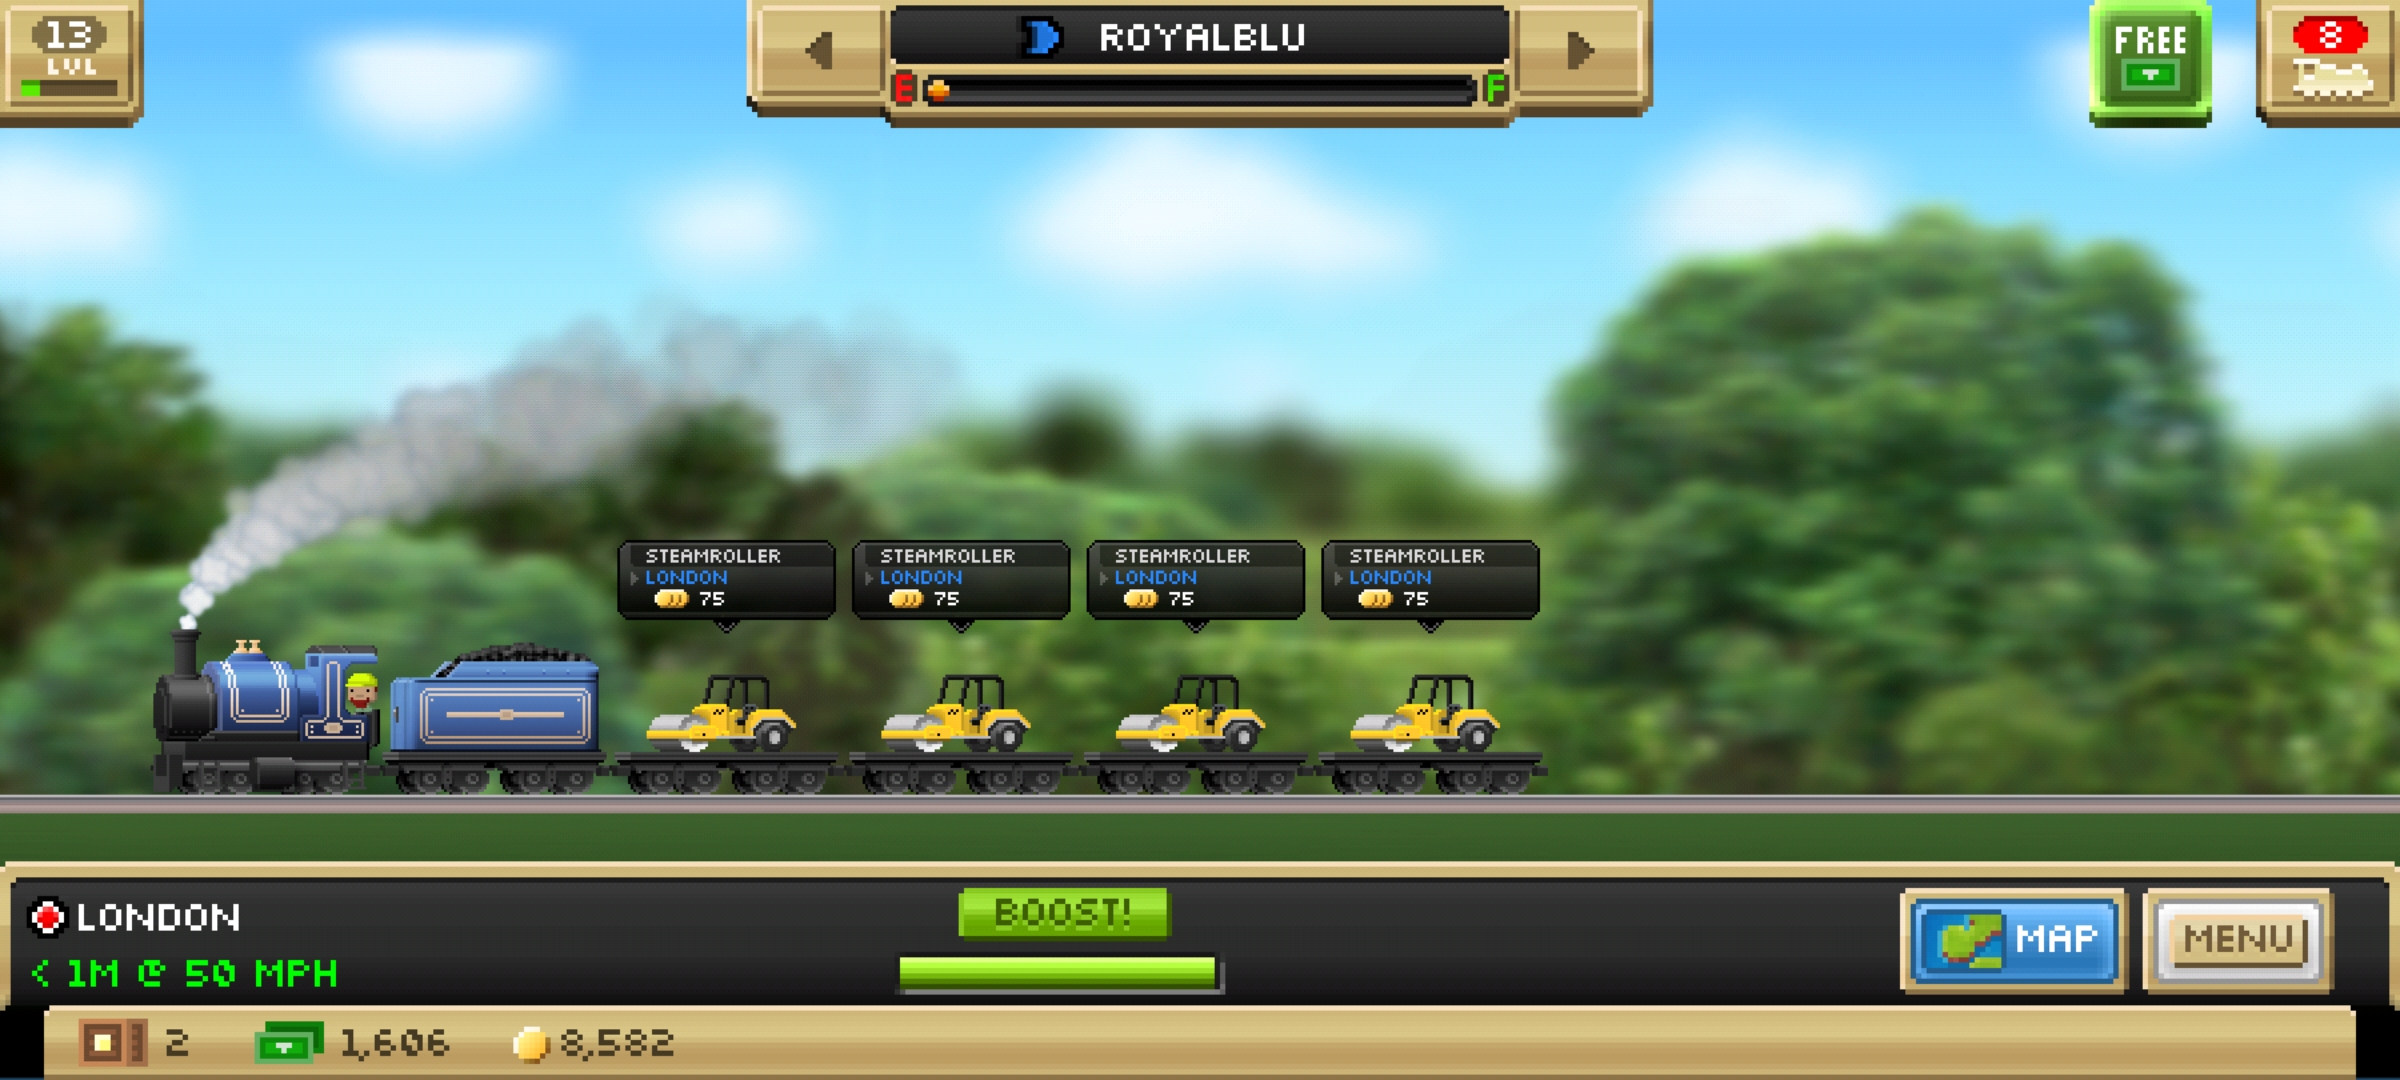 13
LVL
ROYALBLU
E F
FREE
8
STEAMROLLER
LONDON
75
STEAMROLLER
LONDON
75
STEAMROLLER
LONDON
75
STEAMROLLER
LONDON
75
LONDON
< 1M @ 50 MPH
BOOST!
MAP
MENU
2 1,606 8,582